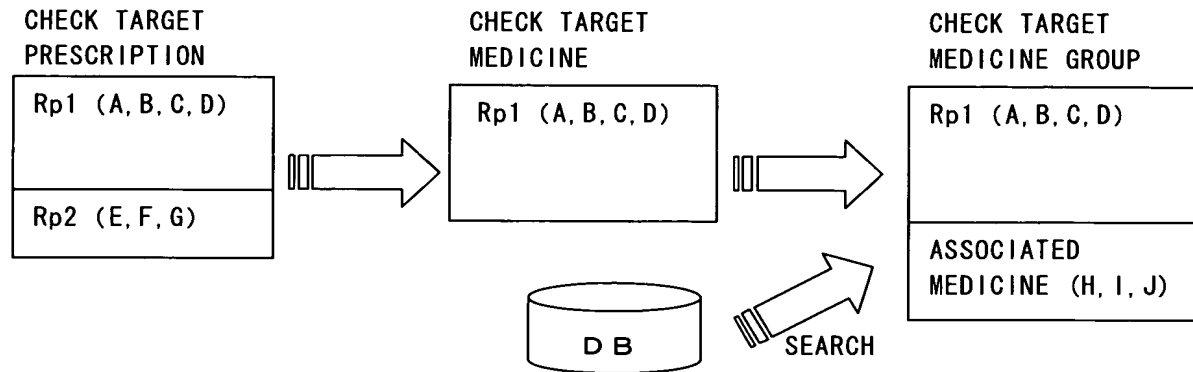 CHECK TARGET
PRESCRIPTION
Rp1 (A, B, C, D)
Rp2 (E, F, G)
CHECK TARGET
MEDICINE
Rp1 (A, B, C, D)
CHECK TARGET
MEDICINE GROUP
Rp1 (A, B, C, D)
ASSOCIATED
MEDICINE (H, I, J)
DB
SEARCH